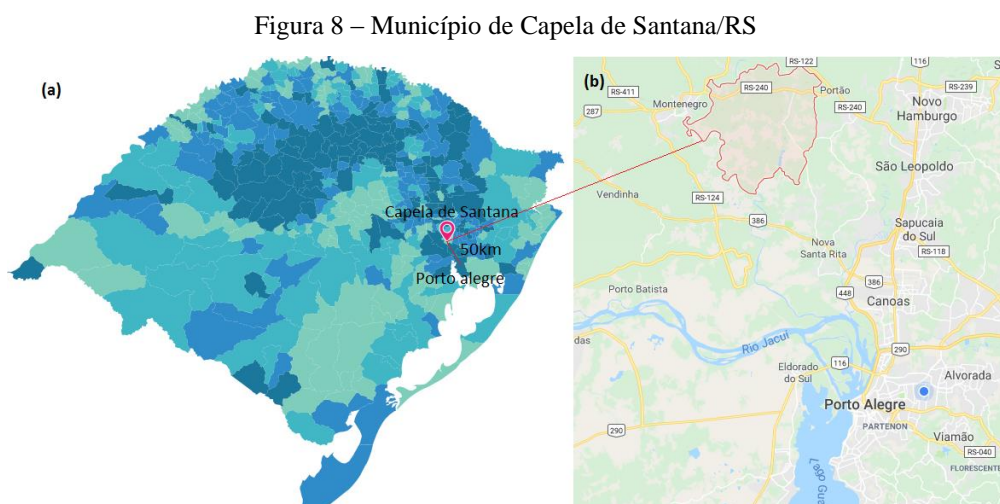 Figura 8 – Município de Capela de Santana/RS
(a)
Capela de Santana
50km
Porto alegre
(b)
RS-122
116
RS-411
RS-240
Portão
RS-239
Montenegro
287
RS-240
Novo
Hamburgo
São Leopoldo
Vendinha
RS-124
386
Sapucaia
do Sul
Nova
Santa Rita
RS-118
Porto Batista
386
448
Canoas
das
Rio Jacuí
290
116
Eldorado
do Sul
Alvorada
Porto Alegre
290
PARTENON
Viamão
RS-040
Lago Gu
FLORESCENTE